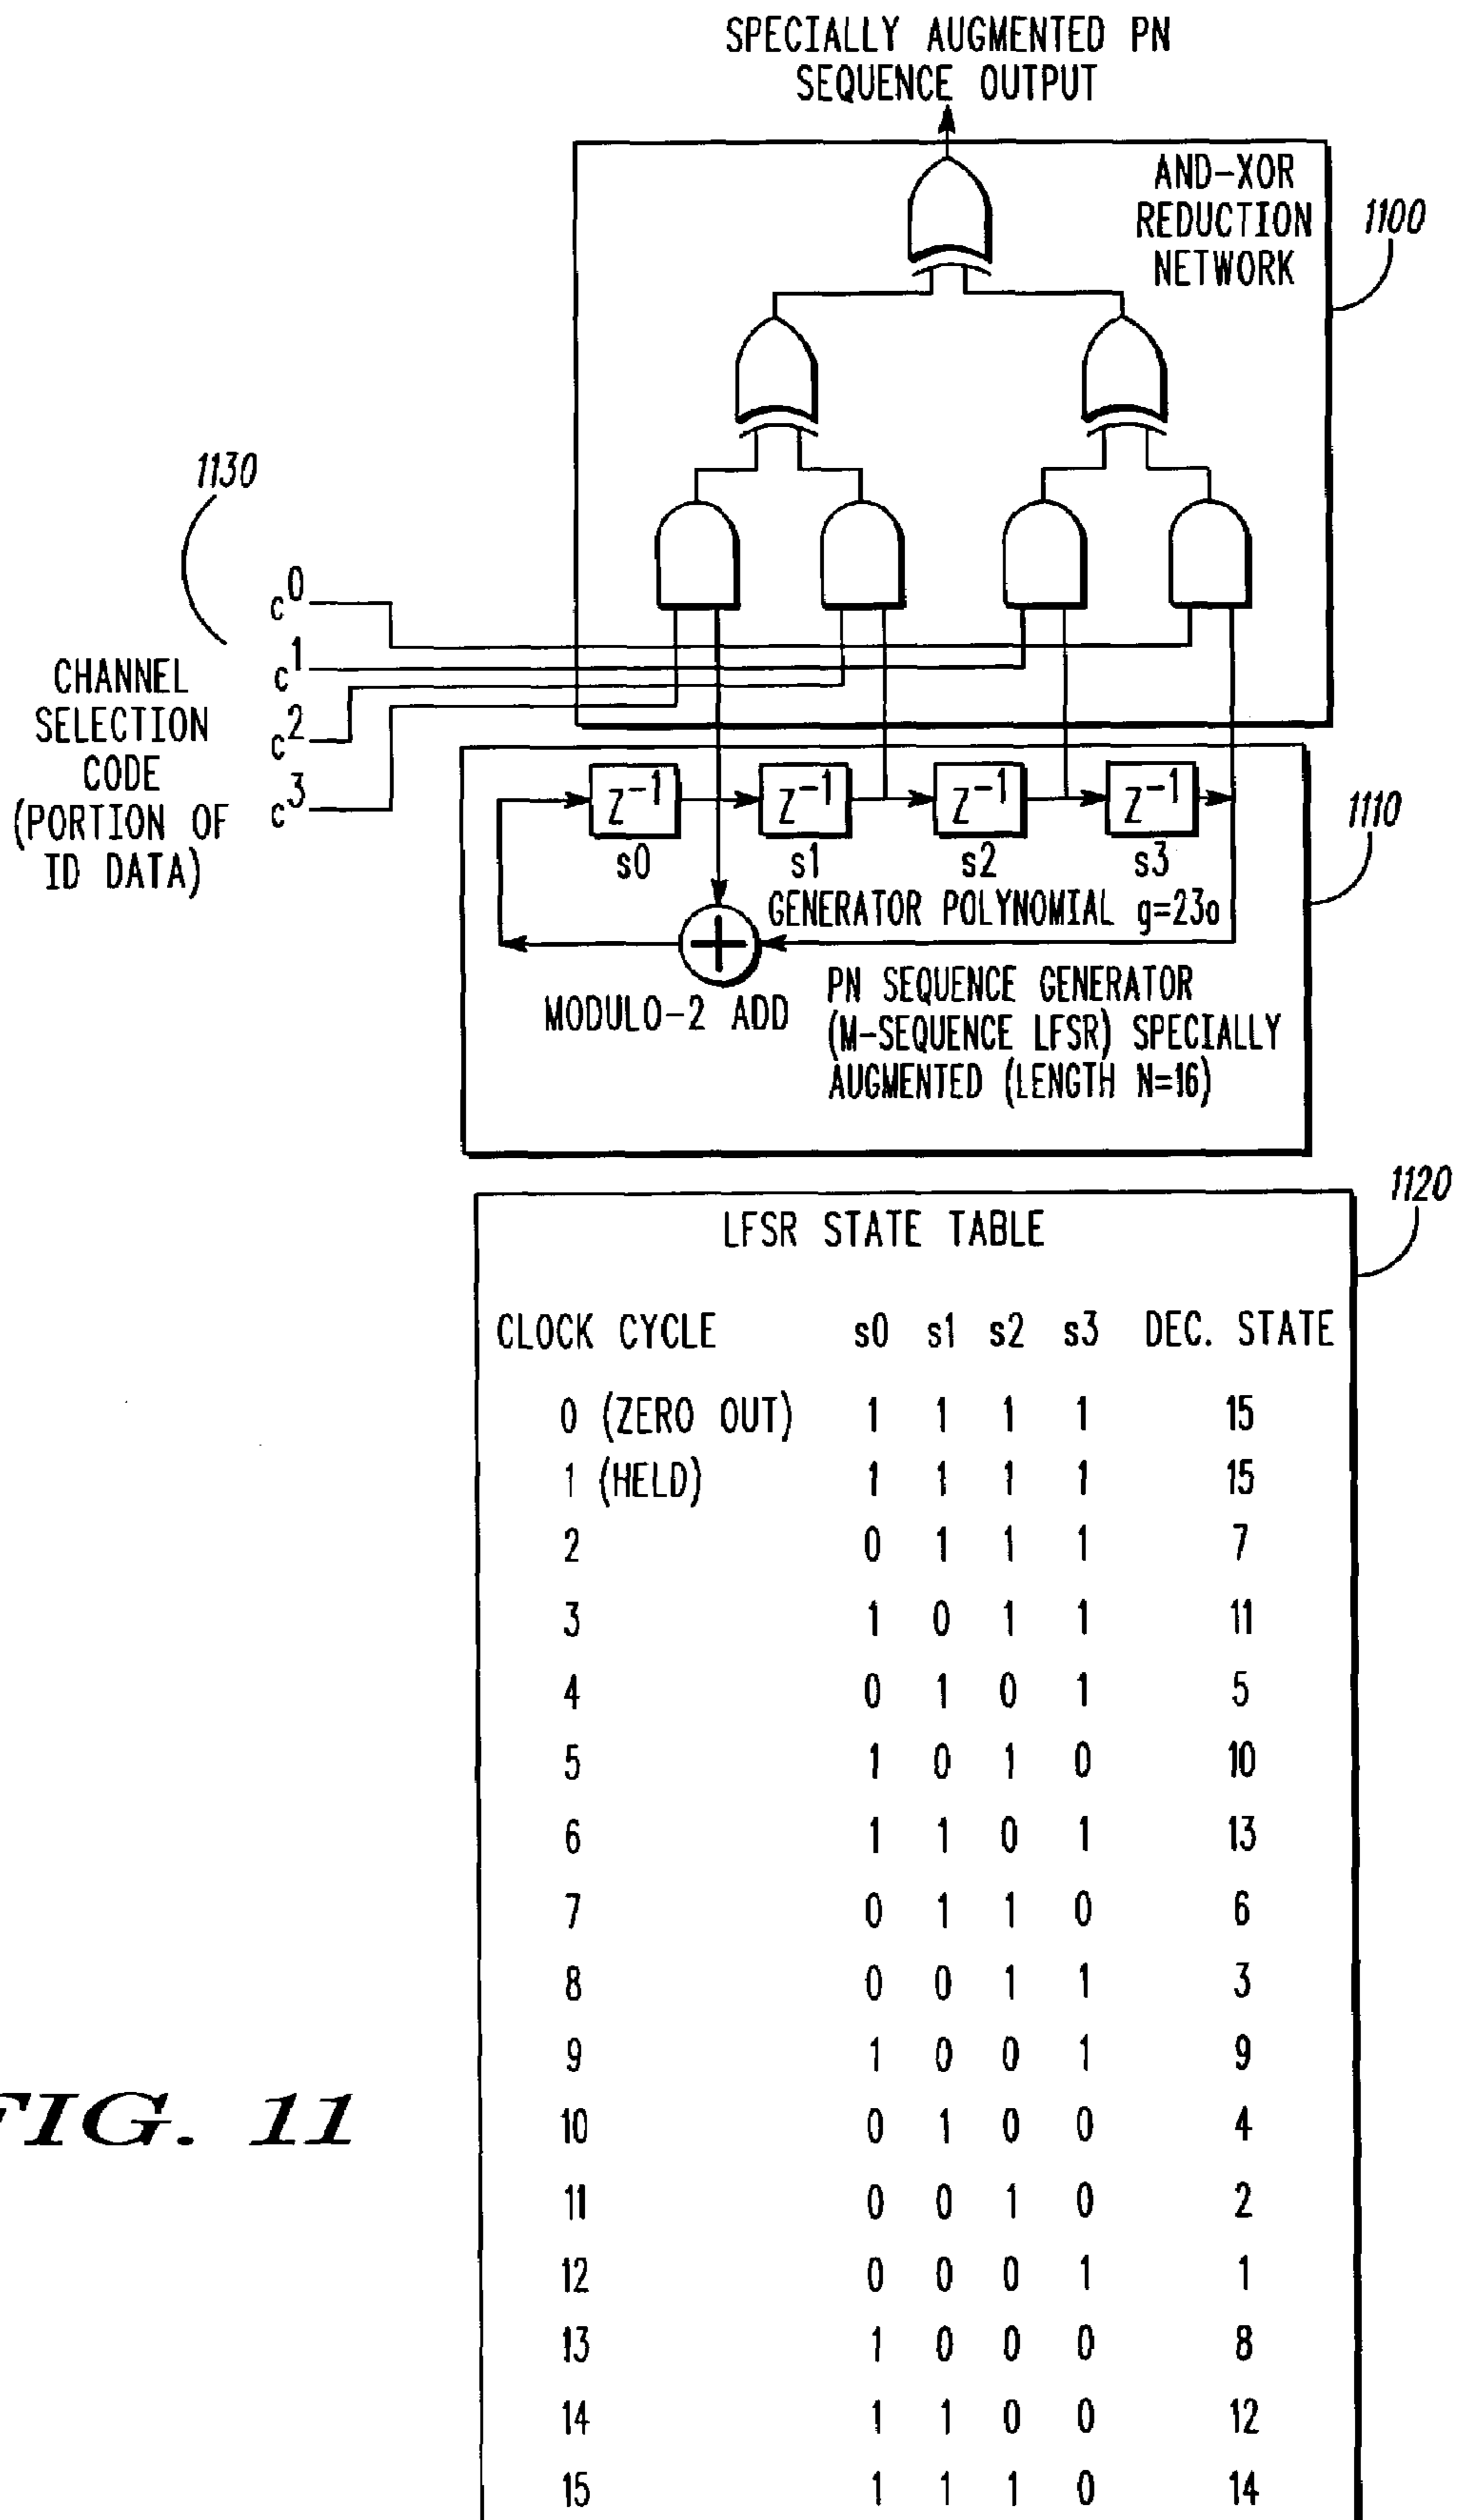 SPECIALLY AUGMENTED PN
SEQUENCE OUTPUT
AND-XOR
REDUCTION
NETWORK
1100
1130
c0
c1
c2
c3
CHANNEL
SELECTION
CODE
(PORTION OF
ID DATA)
Z-1 Z-1 Z-1 Z-1
s0 s1 s2 s3
1110
GENERATOR POLYNOMIAL g=23o
MODULO-2 ADD
PN SEQUENCE GENERATOR
(M-SEQUENCE LFSR) SPECIALLY
AUGMENTED (LENGTH N=16)
1120
LFSR STATE TABLE
CLOCK CYCLE s0 s1 s2 s3 DEC. STATE
0 (ZERO OUT) 1 1 1 1 15
1 (HELD) 1 1 1 1 15
2 0 1 1 1 7
3 1 0 1 1 11
4 0 1 0 1 5
5 1 0 1 0 10
6 1 1 0 1 13
7 0 1 1 0 6
8 0 0 1 1 3
9 1 0 0 1 9
10 0 1 0 0 4
11 0 0 1 0 2
12 0 0 0 1 1
13 1 0 0 0 8
14 1 1 0 0 12
15 1 1 1 0 14
FIG. 11